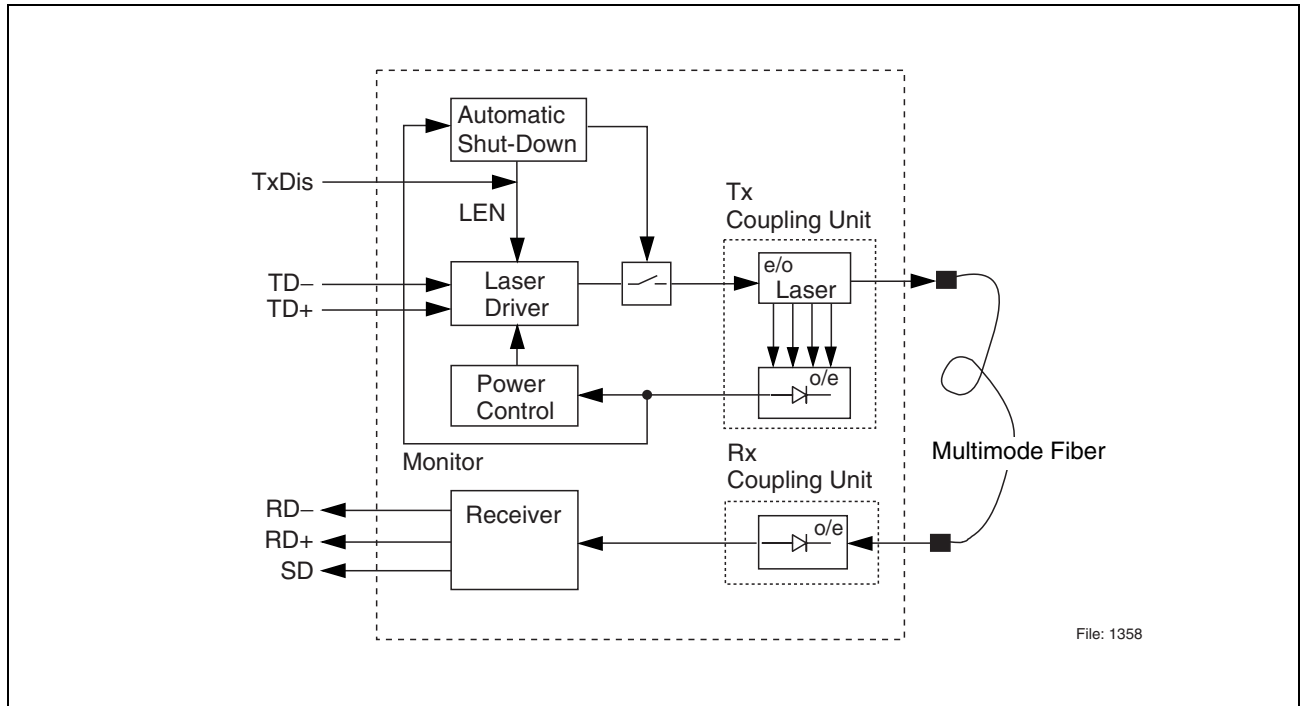 Automatic
Shut-Down
TxDis
LEN
Tx
Coupling Unit
TD–
TD+
Laser
Driver
e/o
Laser
o/e
Power
Control
Monitor
Rx
Coupling Unit
Multimode Fiber
RD–
RD+
SD
Receiver
o/e
File: 1358